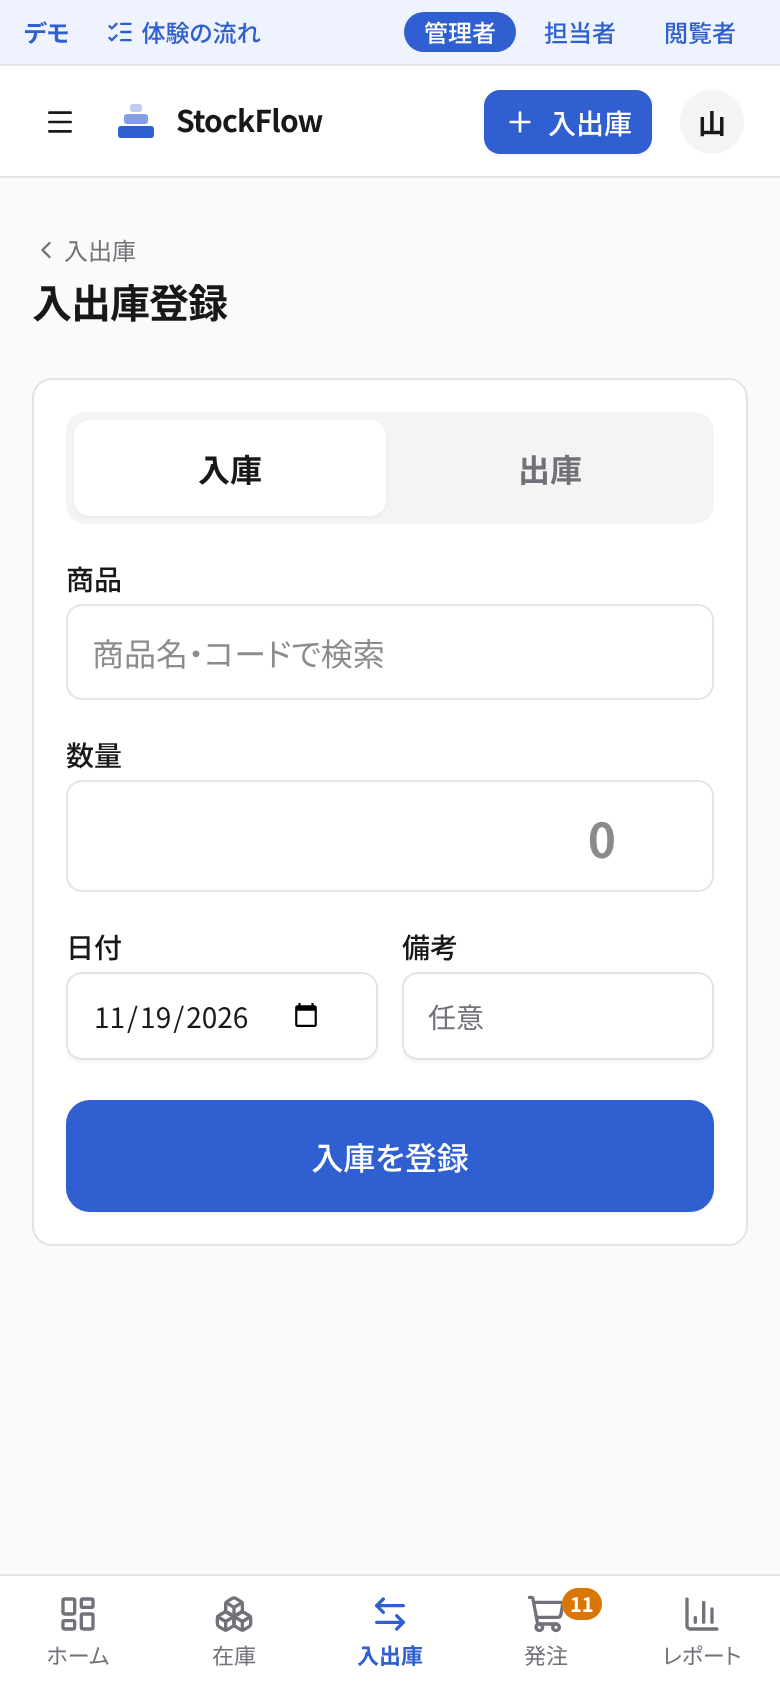 デモ 体験の流れ 管理者 担当者 閲覧者
StockFlow 入出庫 山
入出庫
入出庫登録
入庫 出庫
商品
商品名・コードで検索
数量
0
日付 備考
11/19/2026 任意
入庫を登録
11
ホーム 在庫 入出庫 発注 レポート